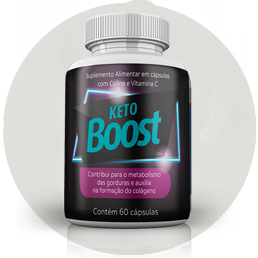 Suplemento Alimentar em cápsulas
com Colina e Vitamina C
KETO
Boost
Contribui para o metabolismo
das gorduras e auxilia
na formação do colágeno
Contém 60 cápsulas